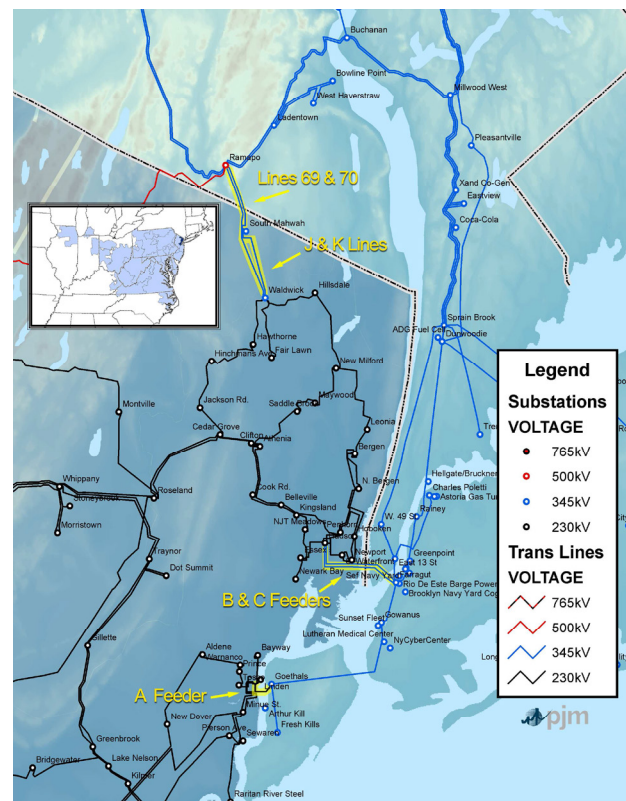 Buchanan
Bowline Point
West Haverstraw
Millwood West
Ladentown
Pleasantville
Ramapo
Lines 69 & 70
Xand Co-Gen
Eastview
South Mahwah
Coca-Cola
J & K Lines
Waldwick
Hillsdale
Sprain Brook
ADG Fuel Cell
Dunwoodie
Hawthorne
Hinchmans Ave
Fair Lawn
New Milford
Legend
Substations
VOLTAGE
765kV
500kV
345kV
230kV
Trans Lines
VOLTAGE
765kV
500kV
345kV
230kV
Jackson Rd.
Maywood
Saddle Brook
Montville
Leonia
Cedar Grove
Clifton
Athenia
Bergen
Hellgate/Bruckner
Whippany
Roseland
Cook Rd.
N. Bergen
Charles Poletti
Astoria Gas Tu
Stoneybrook
Belleville
Kingsland
Rainey
W. 49 St
Morristown
NJT Meadow
Penhorn
Hoboken
Hudson
Traynor
Essex
Newport
Waterfront
Greenpoint
East 13 St
Dot Summit
Newark Bay
B & C Feeders
Rio De Este Barge Power
Brooklyn Navy Yard Cog
Gowanus
Sunset Fleet
Lutheran Medical Center
NyCyberCenter
Gillette
Aldene
Warinanco
Bayway
Prince
Goethals
A Feeder
Linden
Minue St.
Arthur Kill
New Dover
Fresh Kills
Pierson Ave
Greenbrook
Bridgewater
Lake Nelson
Kilmer
Raritan River Steel
pjm